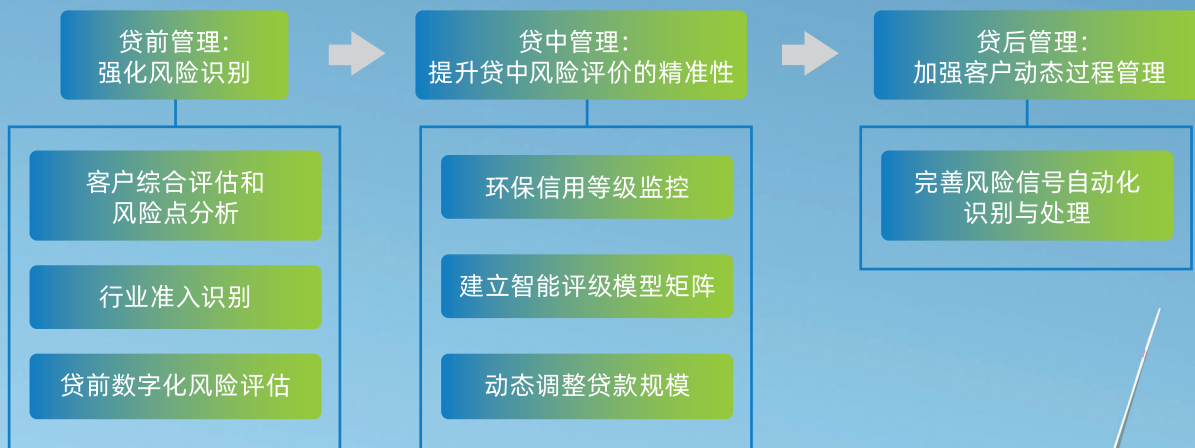 贷前管理:
强化风险识别
客户综合评估和
风险点分析
行业准入识别
贷前数字化风险评估
贷中管理:
提升贷中风险评价的精准性
环保信用等级监控
建立智能评级模型矩阵
动态调整贷款规模
贷后管理:
加强客户动态过程管理
完善风险信号自动化
识别与处理